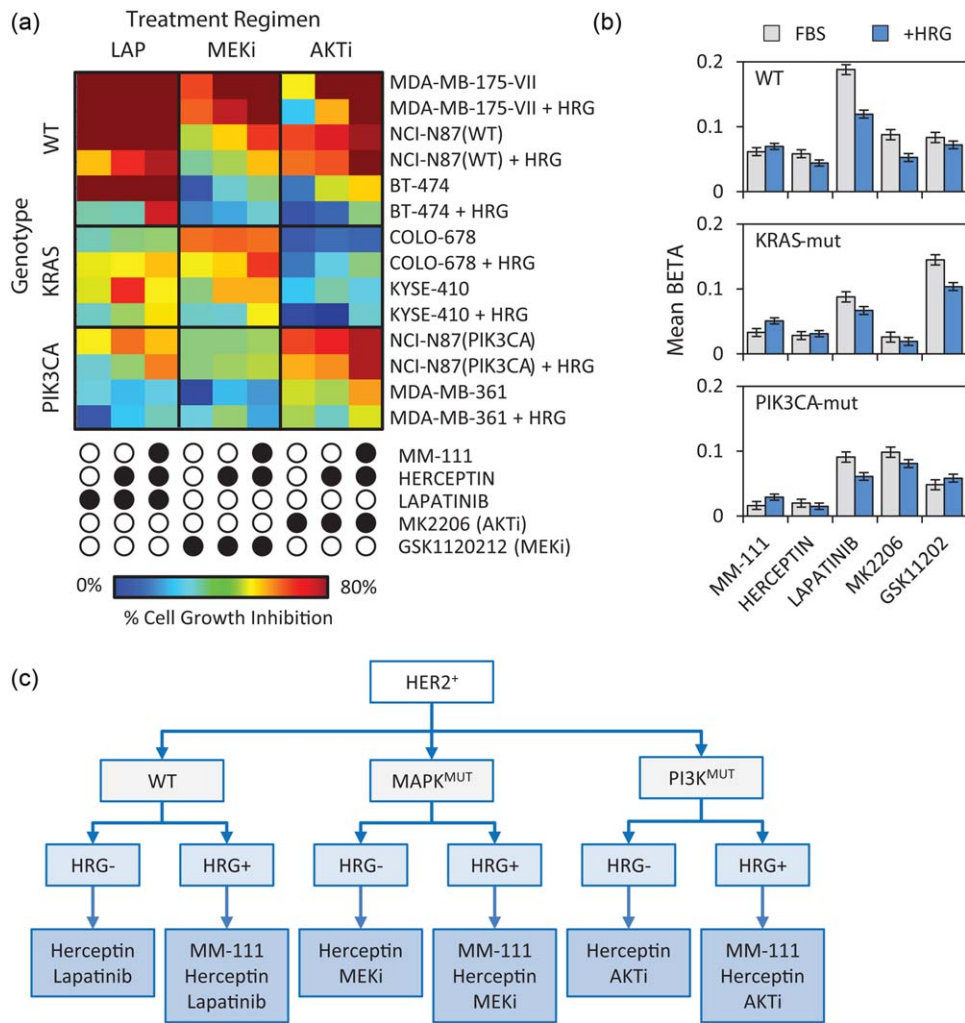 (a)
Treatment Regimen
LAP MEKi AKTi
Genotype
WT
KRAS
PIK3CA
MDA-MB-175-VII
MDA-MB-175-VII + HRG
NCI-N87(WT)
NCI-N87(WT) + HRG
BT-474
BT-474 + HRG
COLO-678
COLO-678 + HRG
KYSE-410
KYSE-410 + HRG
NCI-N87(PIK3CA)
NCI-N87(PIK3CA) + HRG
MDA-MB-361
MDA-MB-361 + HRG
MM-111
HERCEPTIN
LAPATINIB
MK2206 (AKTi)
GSK1120212 (MEKi)
0% 80%
% Cell Growth Inhibition
(b)
FBS +HRG
Mean BETA
0.2
WT
0.1
0
0.2
KRAS-mut
0.1
0
0.2
PIK3CA-mut
0.1
0
MM-111
HERCEPTIN
LAPATINIB
MK2206
GSK11202
(c)
HER2⁺
WT MAPK^MUT PI3K^MUT
HRG- HRG+ HRG- HRG+ HRG- HRG+
Herceptin
Lapatinib
MM-111
Herceptin
Lapatinib
Herceptin
MEKi
MM-111
Herceptin
MEKi
Herceptin
AKTi
MM-111
Herceptin
AKTi